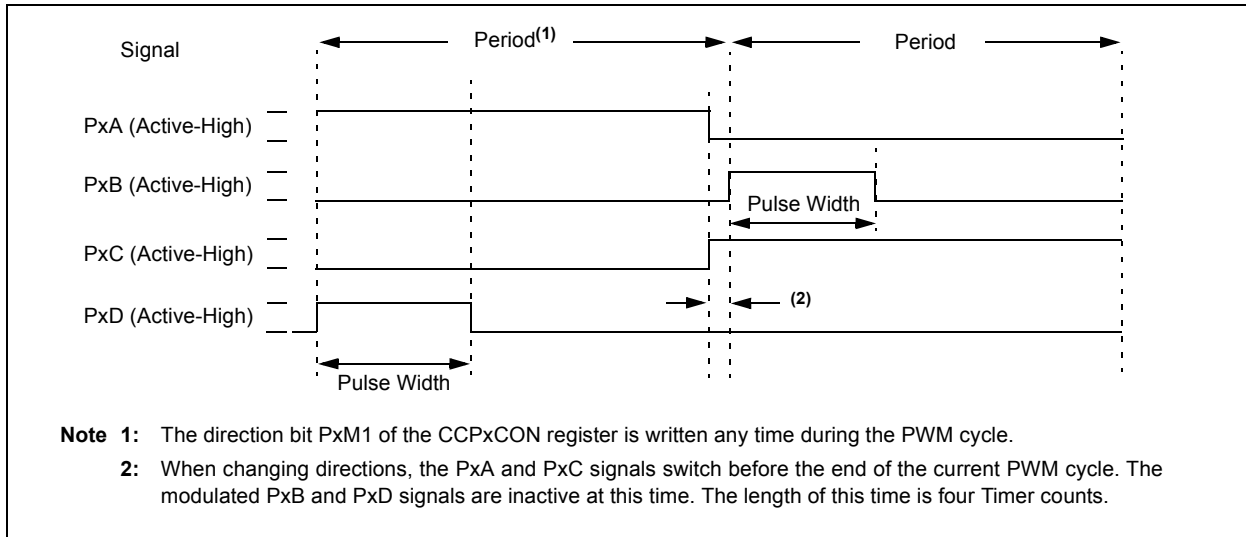 Signal
Period(1)
Period
PxA (Active-High)
PxB (Active-High)
Pulse Width
PxC (Active-High)
(2)
PxD (Active-High)
Pulse Width
Note 1: The direction bit PxM1 of the CCPxCON register is written any time during the PWM cycle.
2: When changing directions, the PxA and PxC signals switch before the end of the current PWM cycle. The
modulated PxB and PxD signals are inactive at this time. The length of this time is four Timer counts.